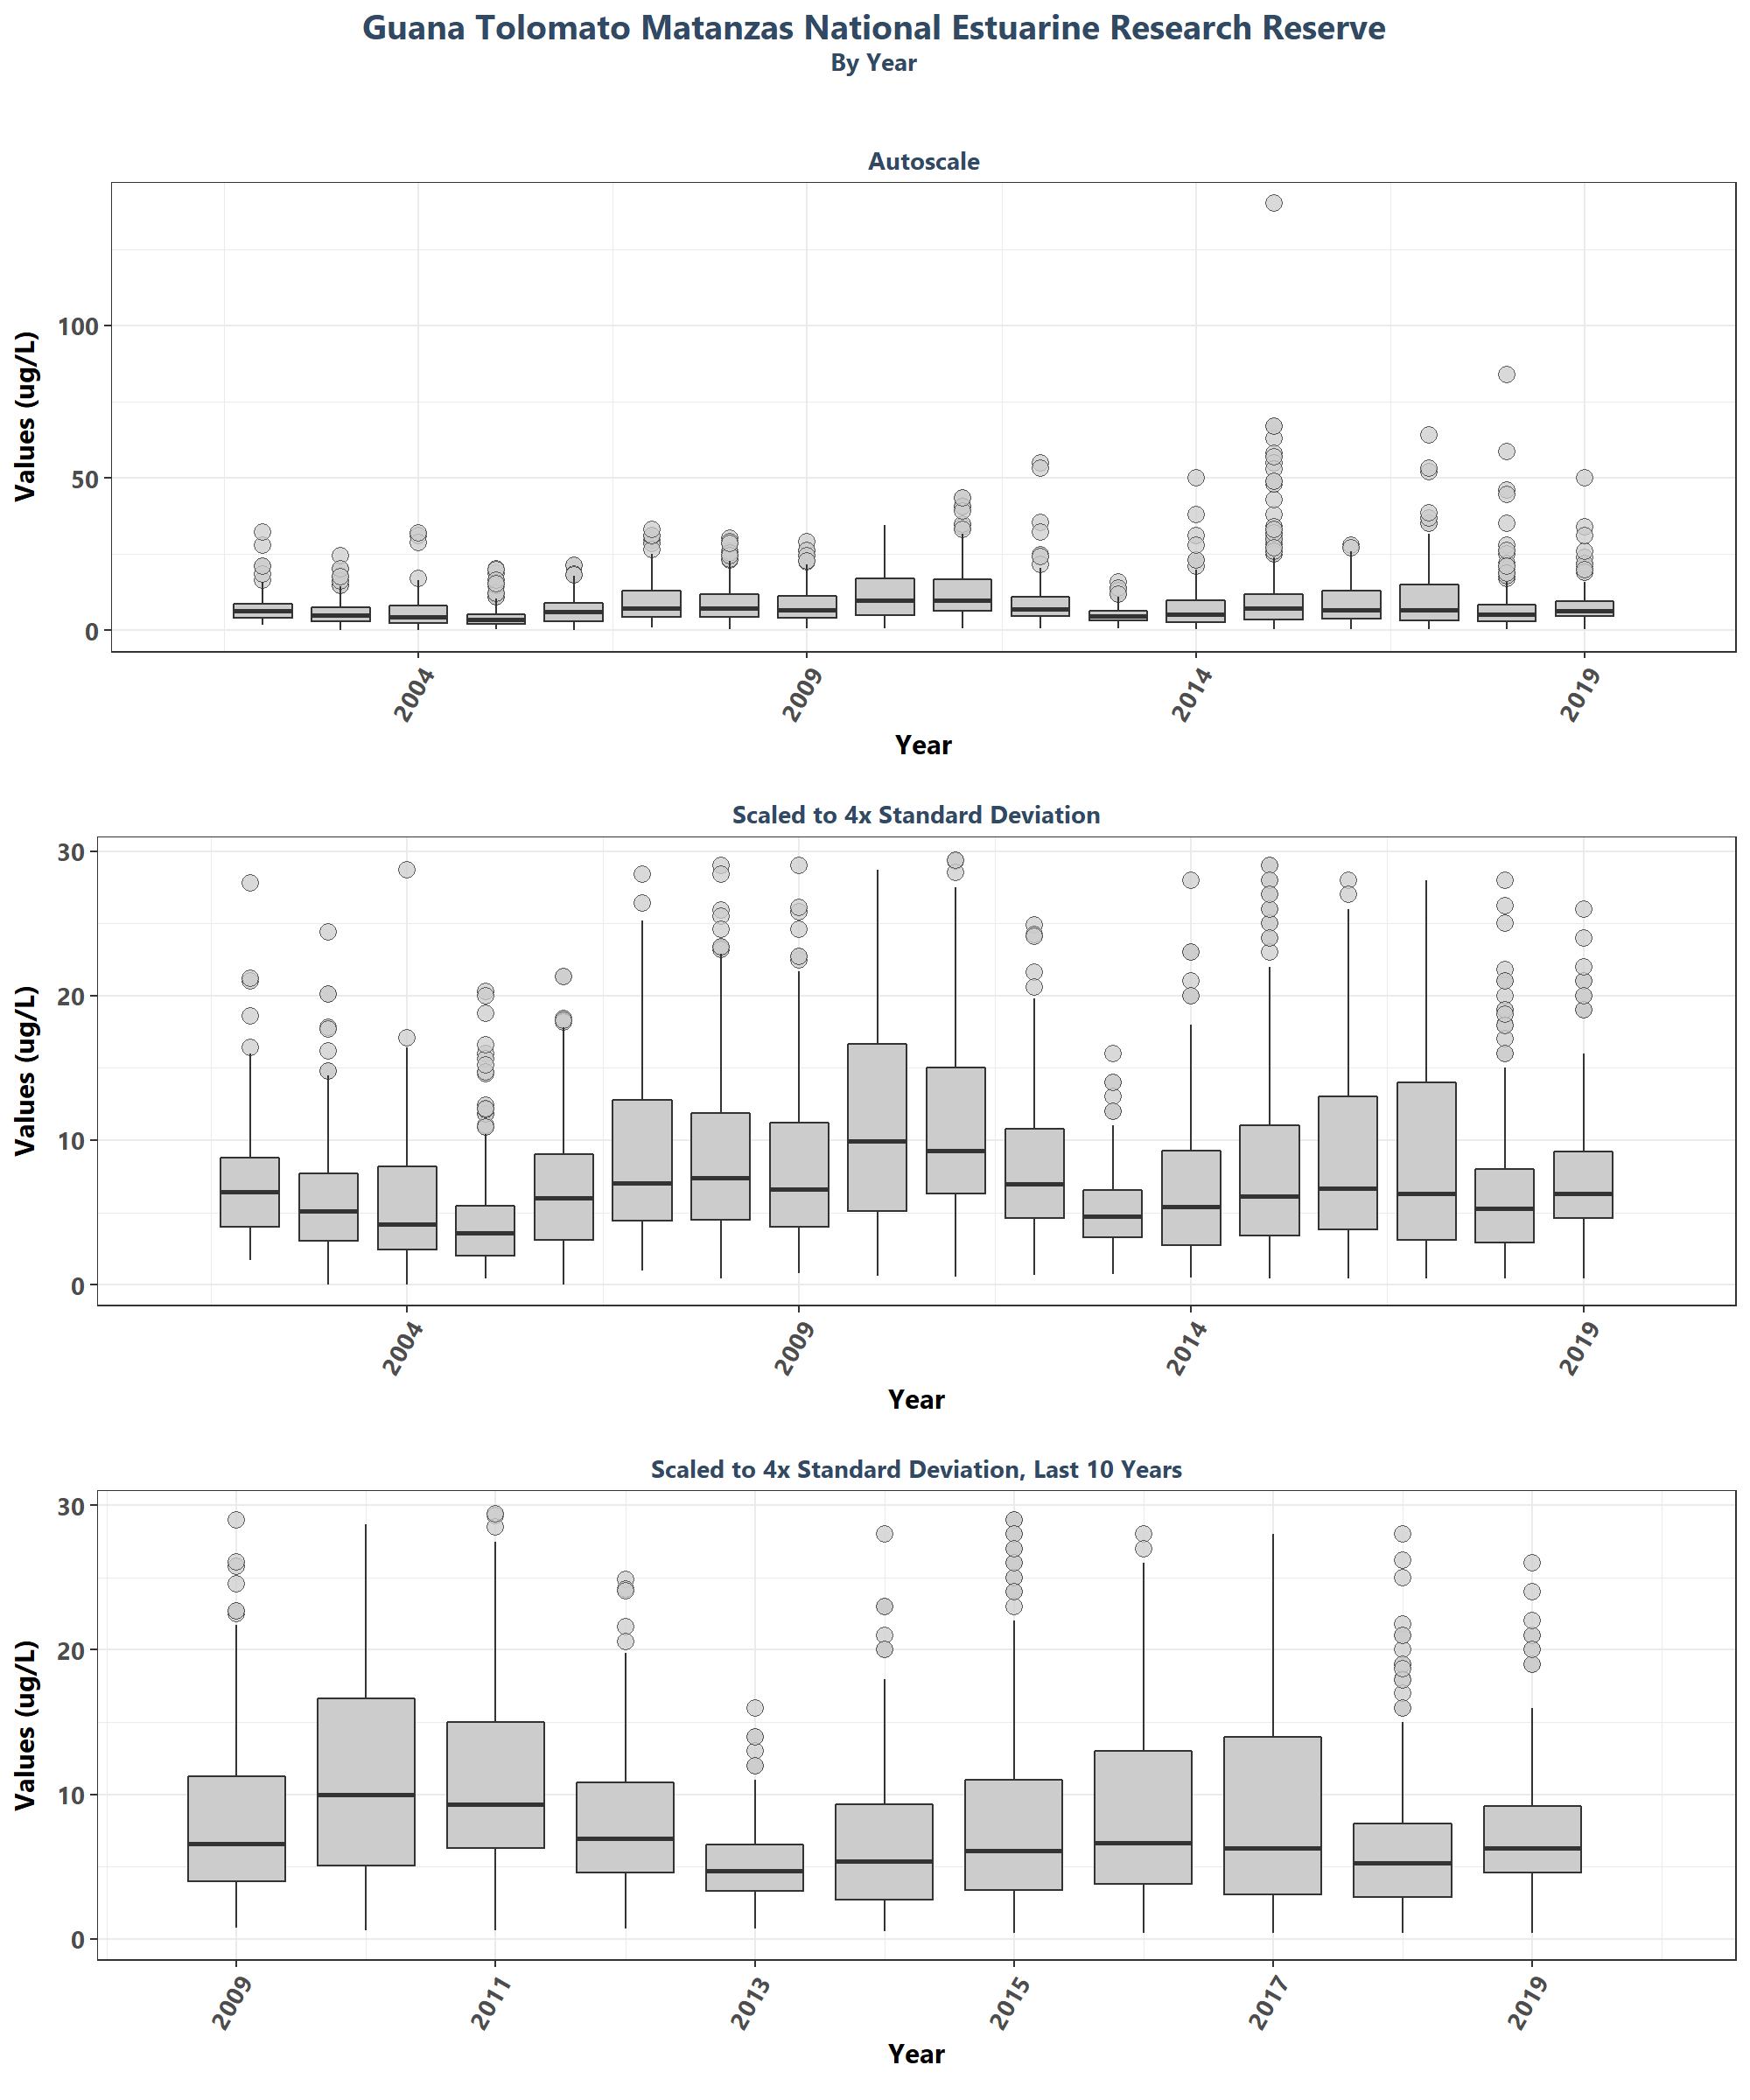 Guana Tolomato Matanzas National Estuarine Research Reserve
By Year
Autoscale
Values (ug/L)
100
50
0
2004 2009 2014 2019
Year
Scaled to 4x Standard Deviation
Values (ug/L)
30
20
10
0
2004 2009 2014 2019
Year
Scaled to 4x Standard Deviation, Last 10 Years
Values (ug/L)
30
20
10
0
2009 2011 2013 2015 2017 2019
Year